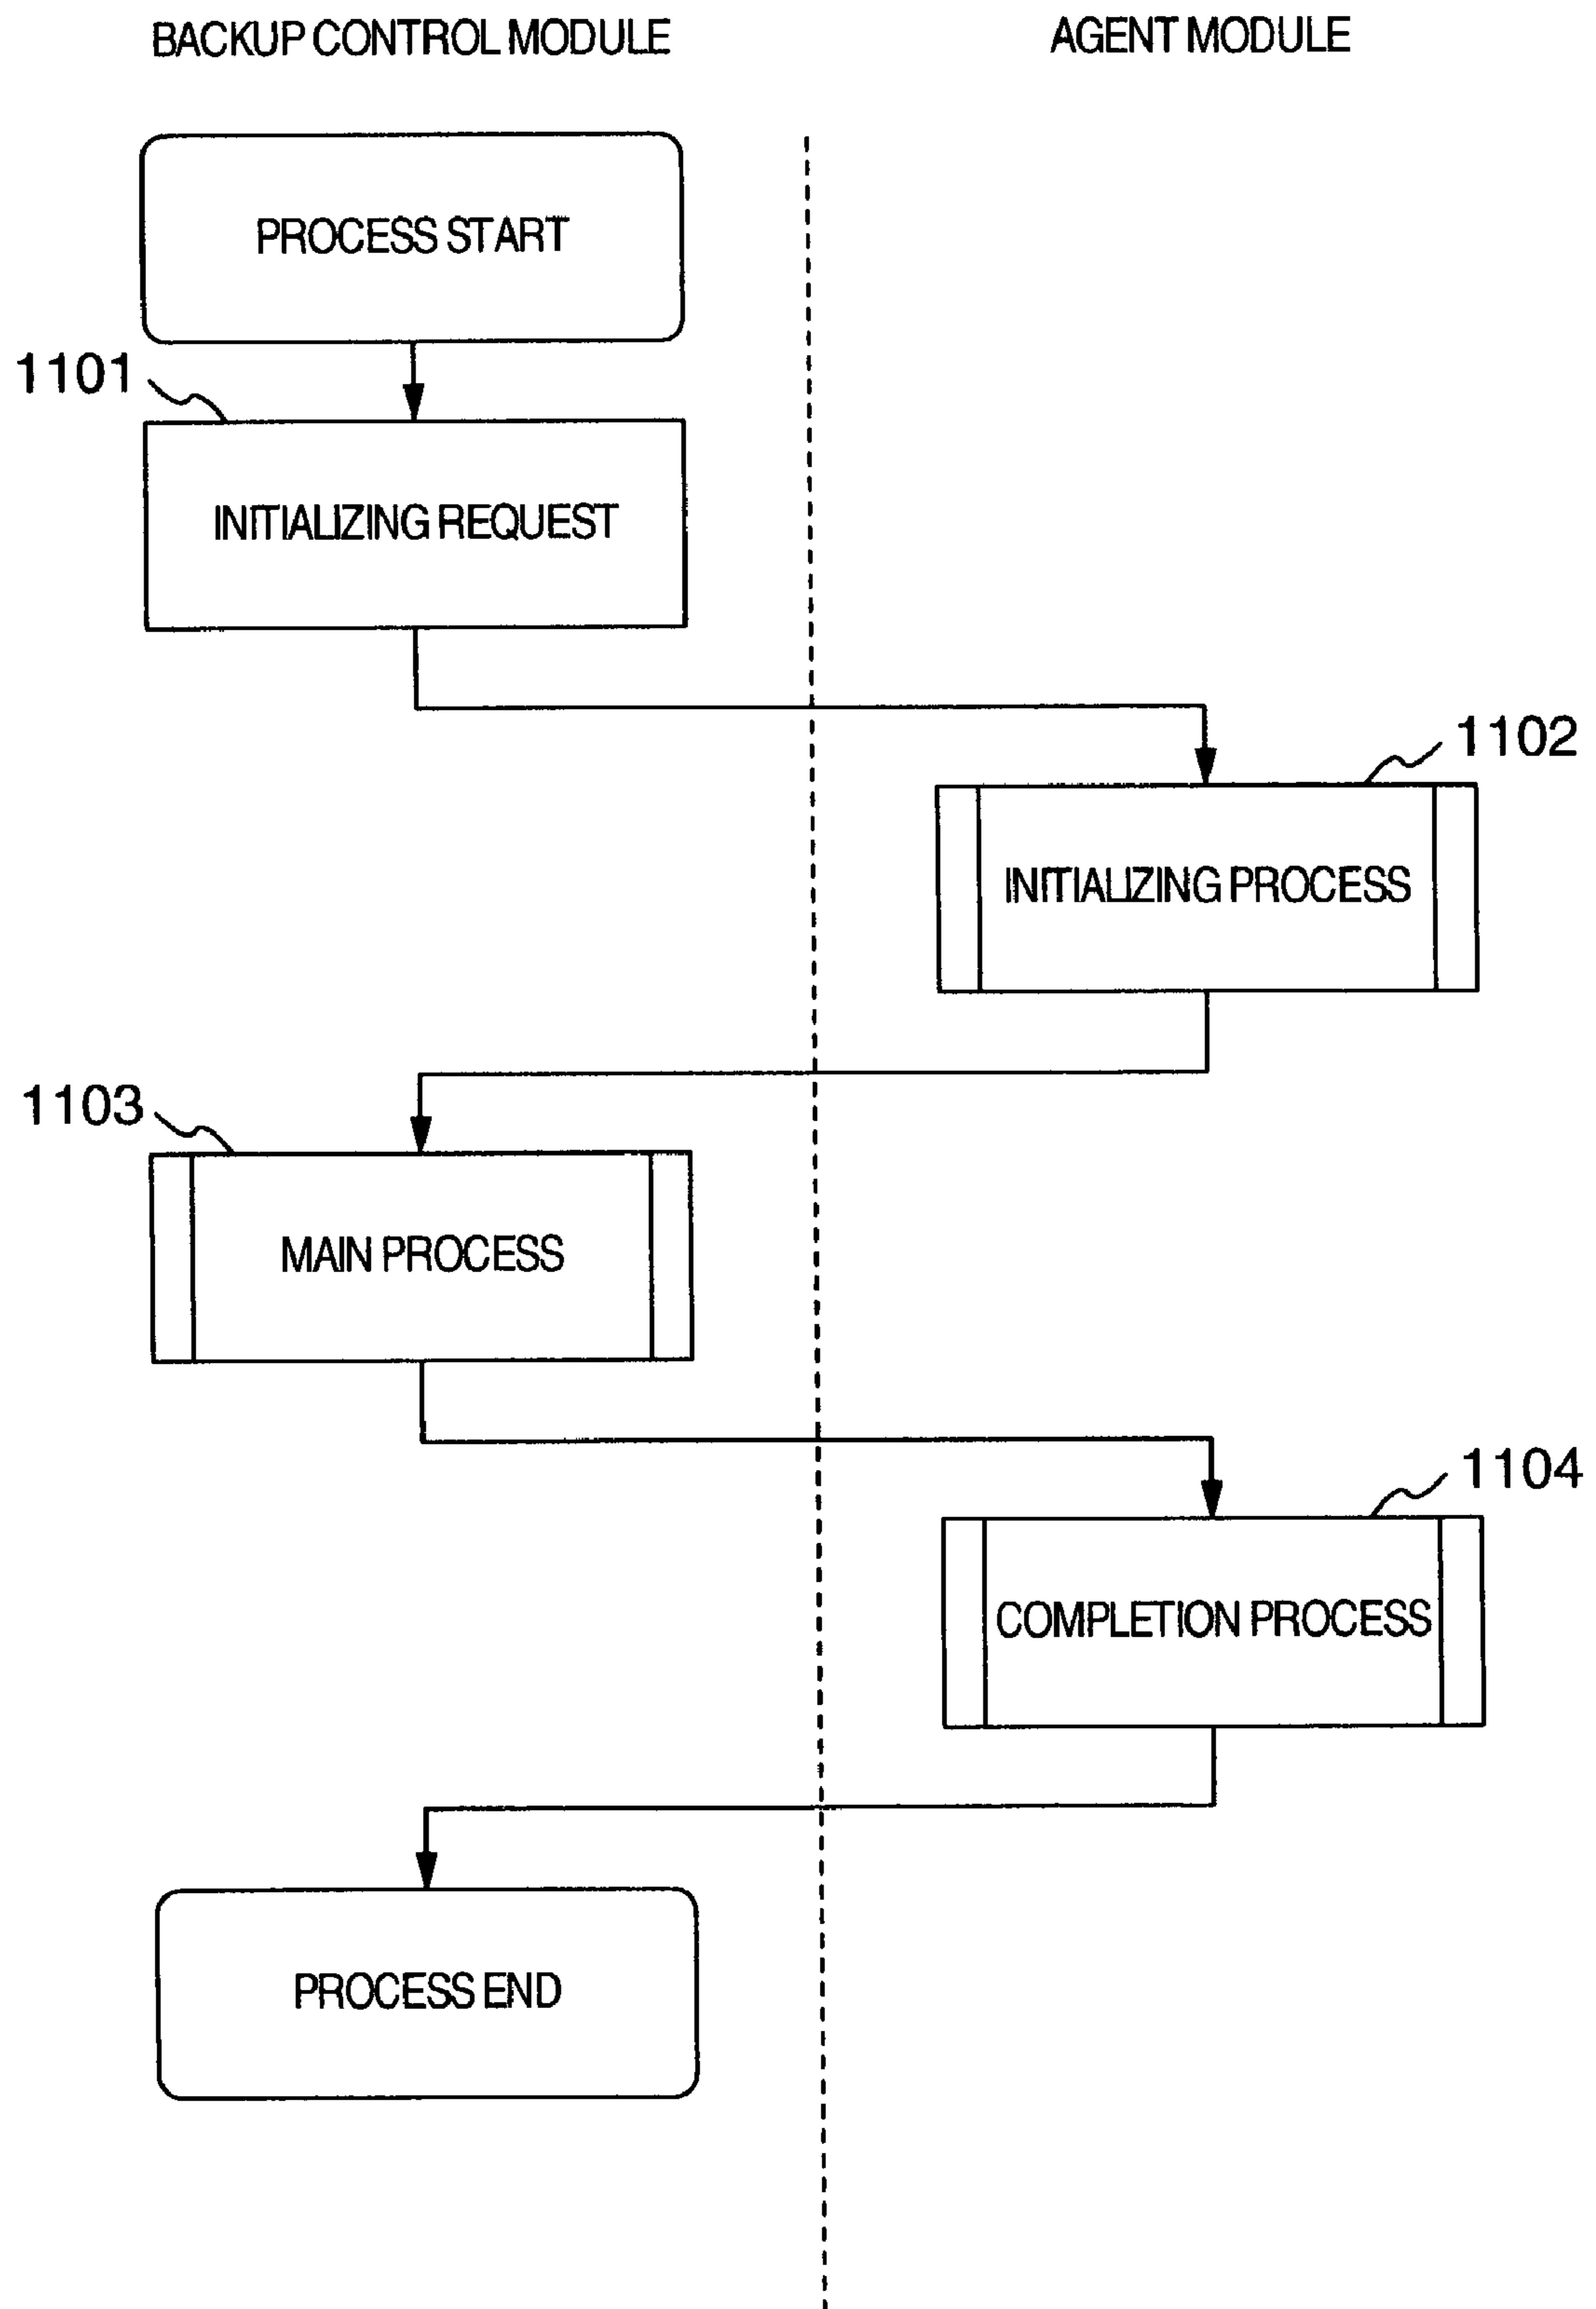 BACKUP CONTROL MODULE
AGENT MODULE
PROCESS START
1101
INITIALIZING REQUEST
1102
INITIALIZING PROCESS
1103
MAIN PROCESS
1104
COMPLETION PROCESS
PROCESS END